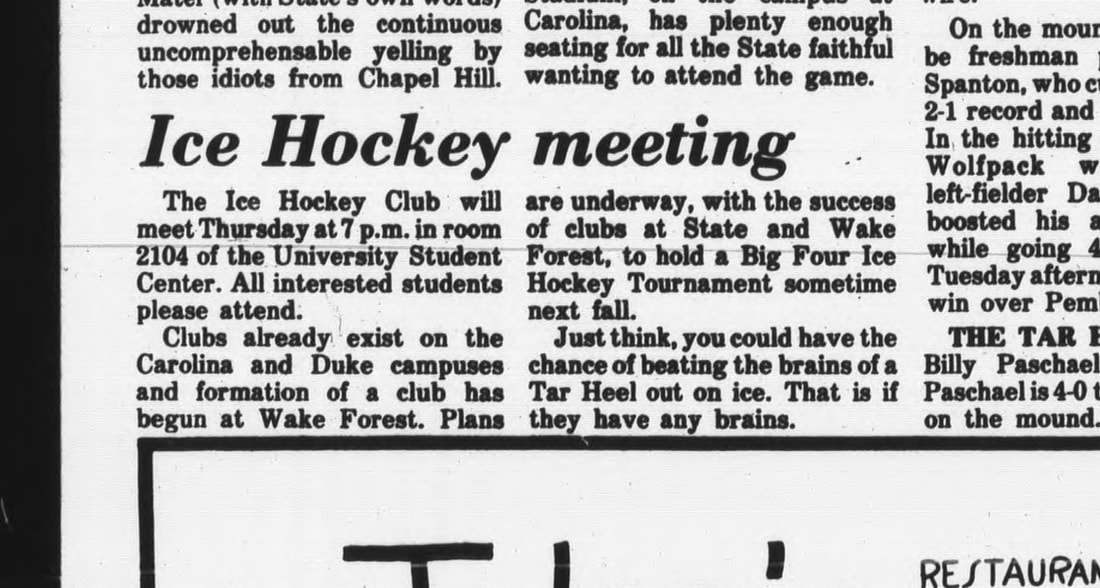 drowned out the continuous
uncomprehensable yelling by
those idiots from Chapel Hill.
Carolina, has plenty enough
seating for all the State faithful
wanting to attend the game.
Ice Hockey meeting
The Ice Hockey Club will
meet Thursday at 7 p.m. in room
2104 of the University Student
Center. All interested students
please attend.
Clubs already exist on the
Carolina and Duke campuses
and formation of a club has
begun at Wake Forest. Plans
are underway, with the success
of clubs at State and Wake
Forest, to hold a Big Four Ice
Hockey Tournament sometime
next fall.
Just think, you could have the
chance of beating the brains of a
Tar Heel out on ice. That is if
they have any brains.
On the
be freshman
Spanton, who
2-1 record and
In the hitting
Wolfpack
left-fielder
boosted his
while going 4
Tuesday
win over
THE TAR
Billy Paschael
Paschael is 4-0
on the mound.